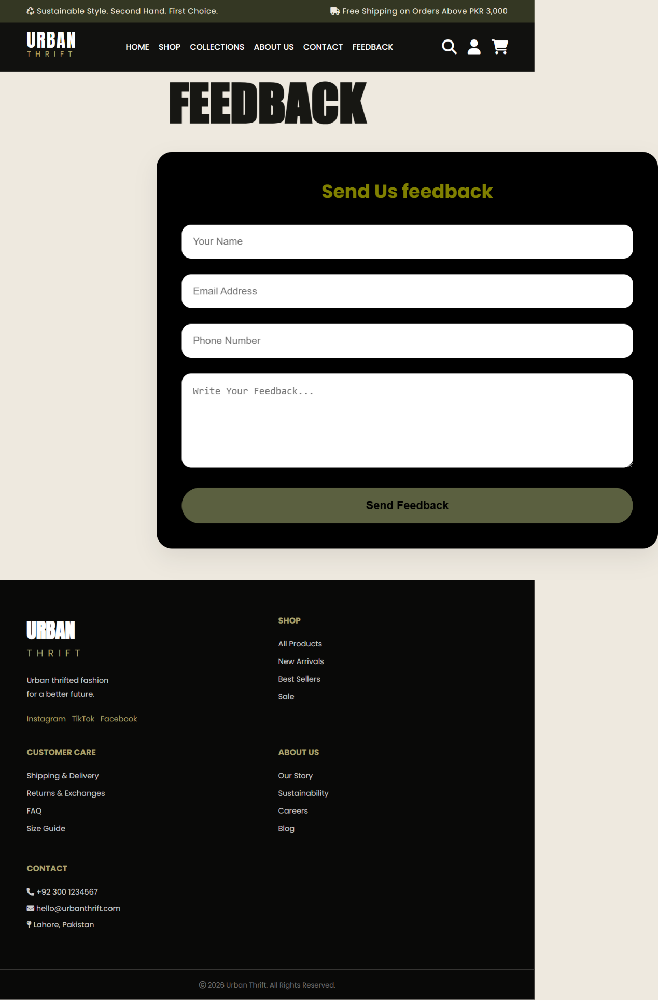 Sustainable Style. Second Hand. First Choice.
Free Shipping on Orders Above PKR 3,000
URBAN
THRIFT
HOME SHOP COLLECTIONS ABOUT US CONTACT FEEDBACK
FEEDBACK
Send Us feedback
Your Name
Email Address
Phone Number
Write Your Feedback...
Send Feedback
URBAN
THRIFT
Urban thrifted fashion
for a better future.
Instagram TikTok Facebook
SHOP
All Products
New Arrivals
Best Sellers
Sale
CUSTOMER CARE
Shipping & Delivery
Returns & Exchanges
FAQ
Size Guide
ABOUT US
Our Story
Sustainability
Careers
Blog
CONTACT
+92 300 1234567
hello@urbanthrift.com
Lahore, Pakistan
© 2026 Urban Thrift. All Rights Reserved.